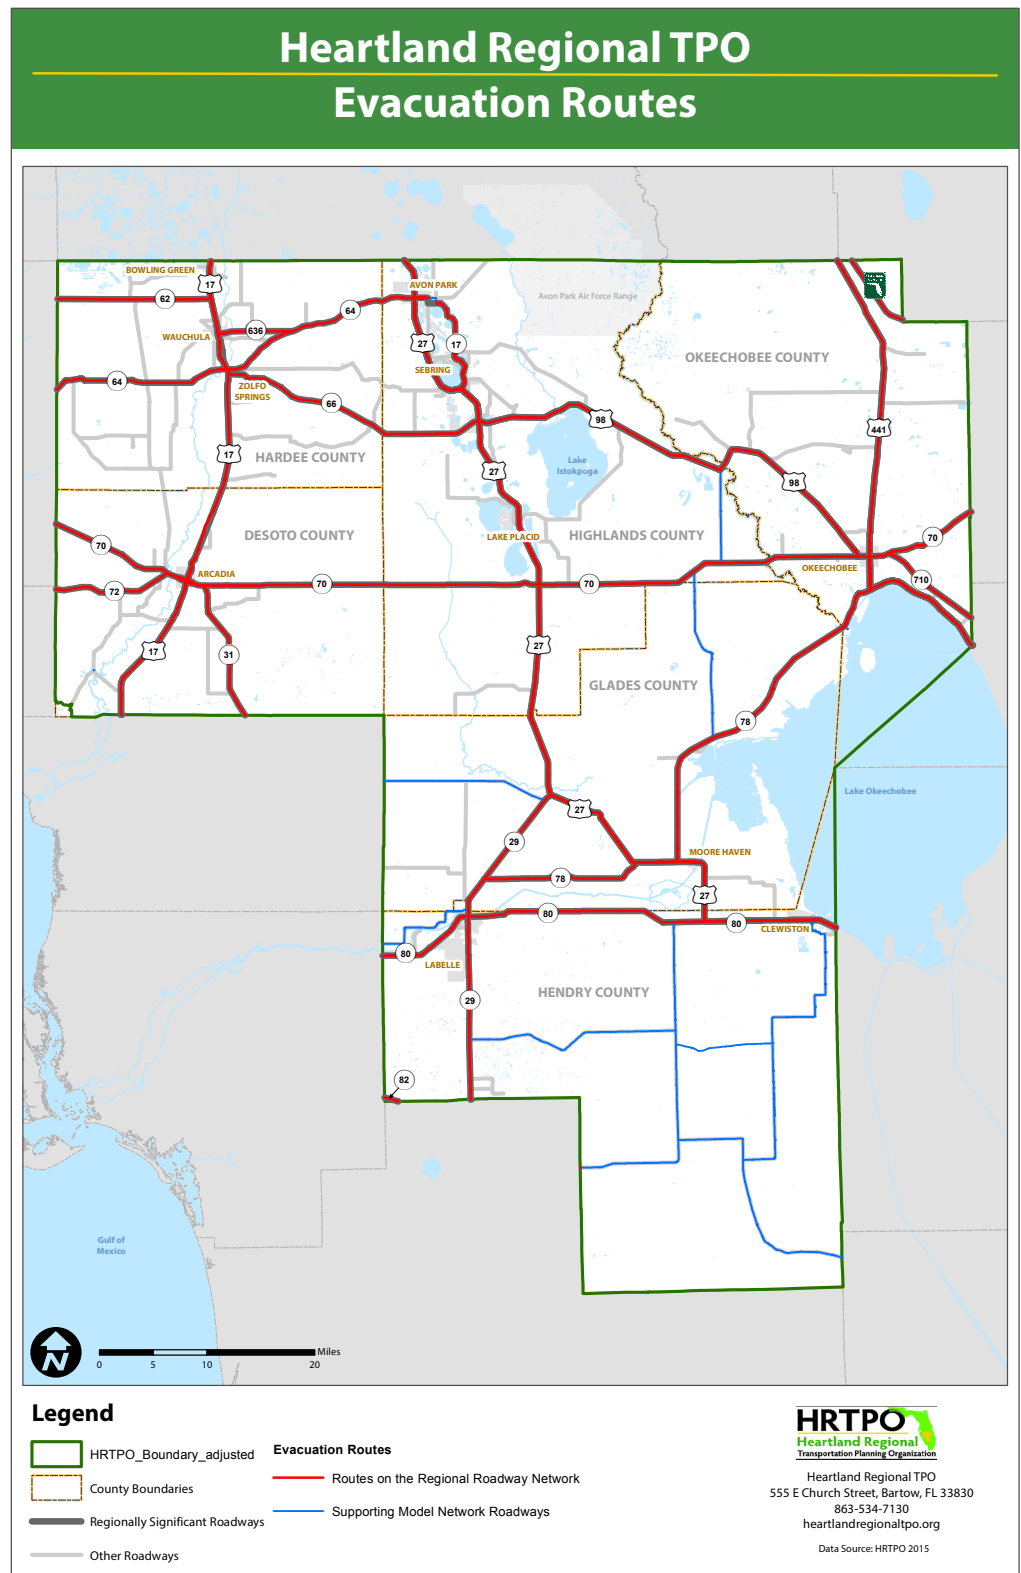 Heartland Regional TPO
Evacuation Routes
BOWLING GREEN
17
AVON PARK
62
64
Avon Park Air Force Range
636
WAUCHULA
27
17
OKEECHOBEE COUNTY
SEBRING
64
ZOLFO
SPRINGS
66
98
441
17
HARDEE COUNTY
27
Lake
Istokpoga
98
DESOTO COUNTY
LAKE PLACID
HIGHLANDS COUNTY
70
70
ARCADIA
OKEECHOBEE
72
70
70
710
17
31
27
GLADES COUNTY
78
Lake Okeechobee
27
29
MOORE HAVEN
78
27
80
80
CLEWISTON
80
LABELLE
HENDRY COUNTY
29
82
Gulf of
Mexico
N
Miles
0 5 10 20
Legend
HRTPO_Boundary_adjusted
County Boundaries
Regionally Significant Roadways
Other Roadways
Evacuation Routes
Routes on the Regional Roadway Network
Supporting Model Network Roadways
HRTPO
Heartland Regional
Transportation Planning Organization
Heartland Regional TPO
555 E Church Street, Bartow, FL 33830
863-534-7130
heartlandregionaltpo.org
Data Source: HRTPO 2015